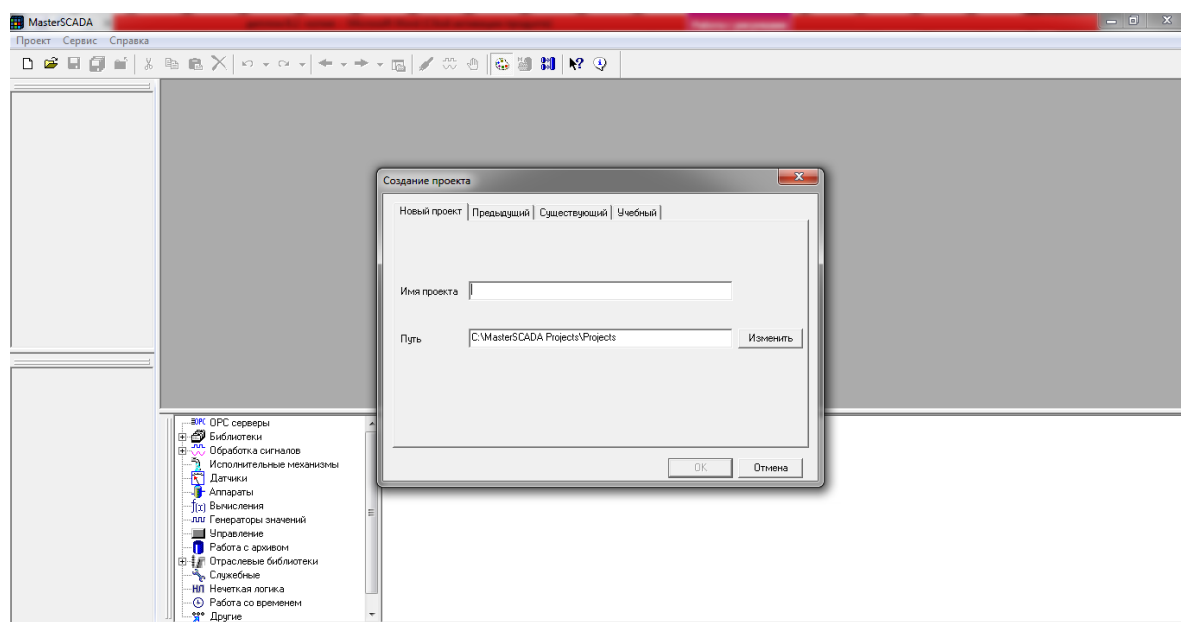 MasterSCADA
Проект Сервис Справка
Создание проекта
Новый проект Предыдущий Существующий Учебный
Имя проекта
Путь C:\MasterSCADA Projects\Projects Изменить
OK Отмена
OPC серверы
Библиотеки
Обработка сигналов
Исполнительные механизмы
Датчики
Аппараты
f(x) Вычисления
Генераторы значений
Управление
Работа с архивом
Отраслевые библиотеки
Служебные
НЛ Нечеткая логика
Работа со временем
Другие